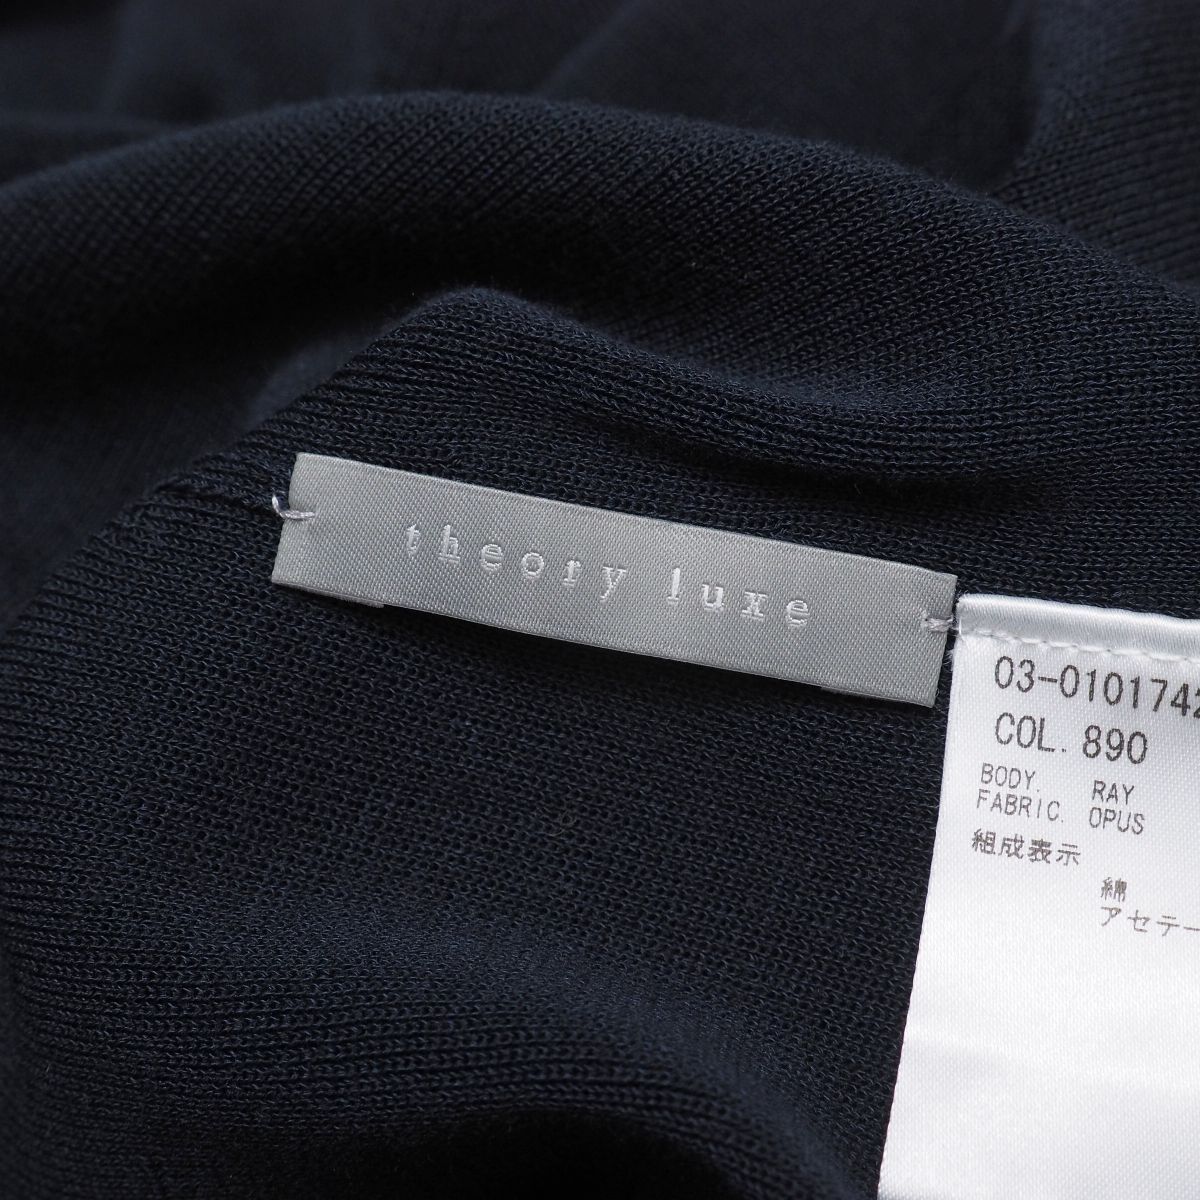 theory luxe
03-0101742
COL. 890
BODY. RAY
FABRIC. OPUS
組成表示
綿
アセテー